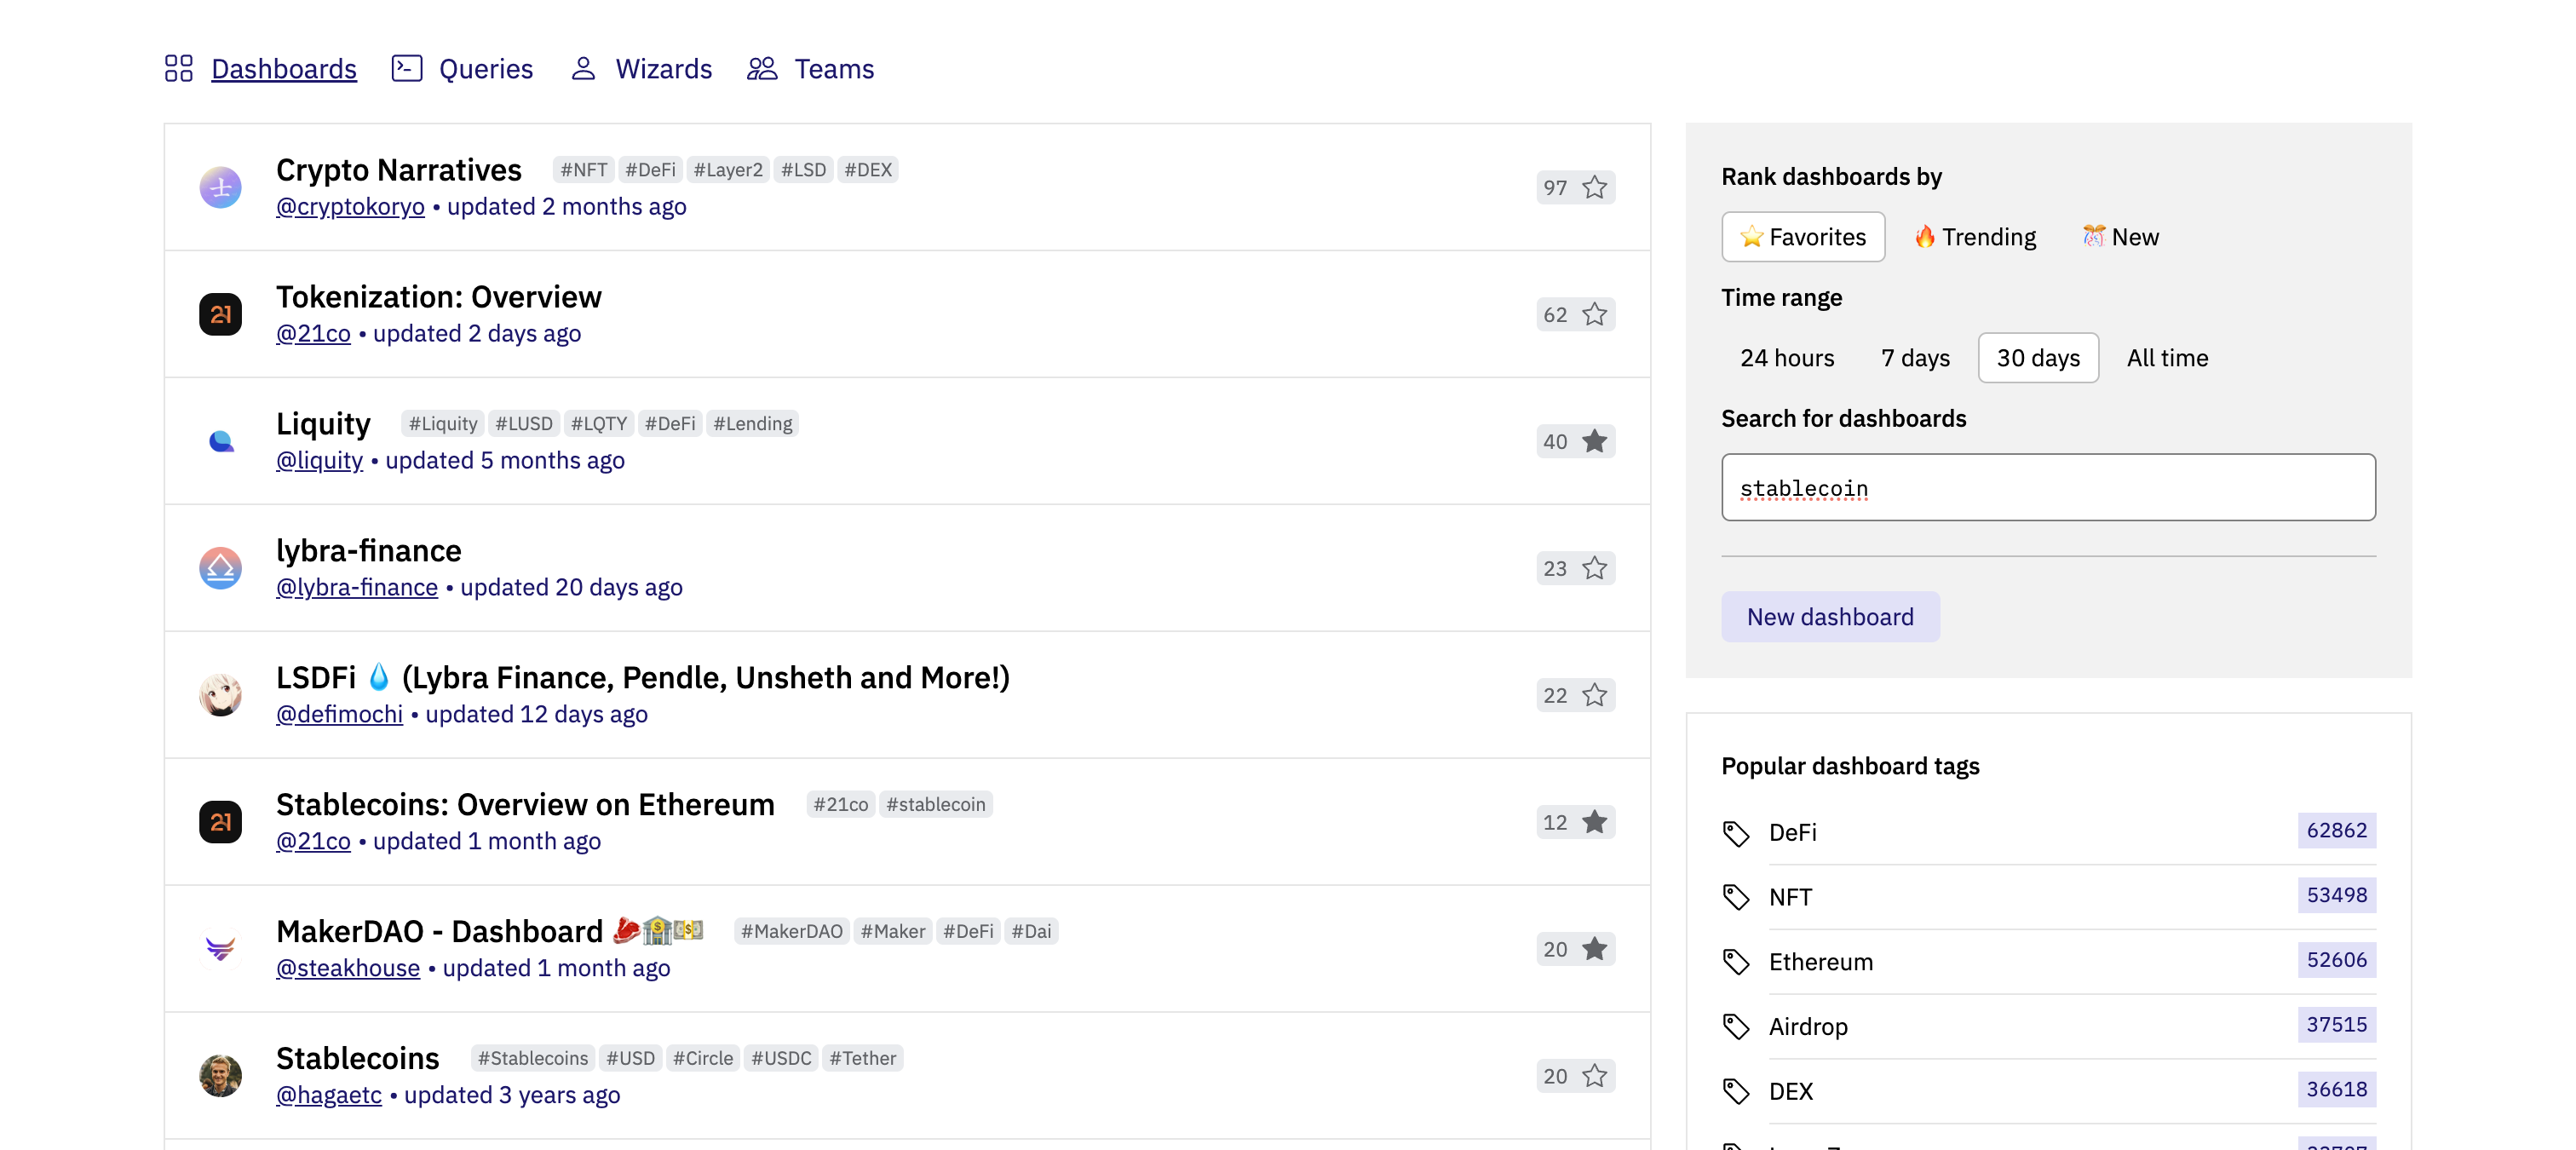 Dashboards Queries Wizards Teams
Crypto Narratives #NFT #DeFi #Layer2 #LSD #DEX
@cryptokoryo • updated 2 months ago
97
Tokenization: Overview
@21co • updated 2 days ago
62
Liquity #Liquity #LUSD #LQTY #DeFi #Lending
@liquity • updated 5 months ago
40
lybra-finance
@lybra-finance • updated 20 days ago
23
LSDFi 💧 (Lybra Finance, Pendle, Unsheth and More!)
@defimochi • updated 12 days ago
22
Stablecoins: Overview on Ethereum #21co #stablecoin
@21co • updated 1 month ago
12
MakerDAO - Dashboard 🥩🏦💵 #MakerDAO #Maker #DeFi #Dai
@steakhouse • updated 1 month ago
20
Stablecoins #Stablecoins #USD #Circle #USDC #Tether
@hagaetc • updated 3 years ago
20
Rank dashboards by
⭐ Favorites 🔥 Trending 🎊 New
Time range
24 hours 7 days 30 days All time
Search for dashboards
stablecoin
New dashboard
Popular dashboard tags
DeFi 62862
NFT 53498
Ethereum 52606
Airdrop 37515
DEX 36618